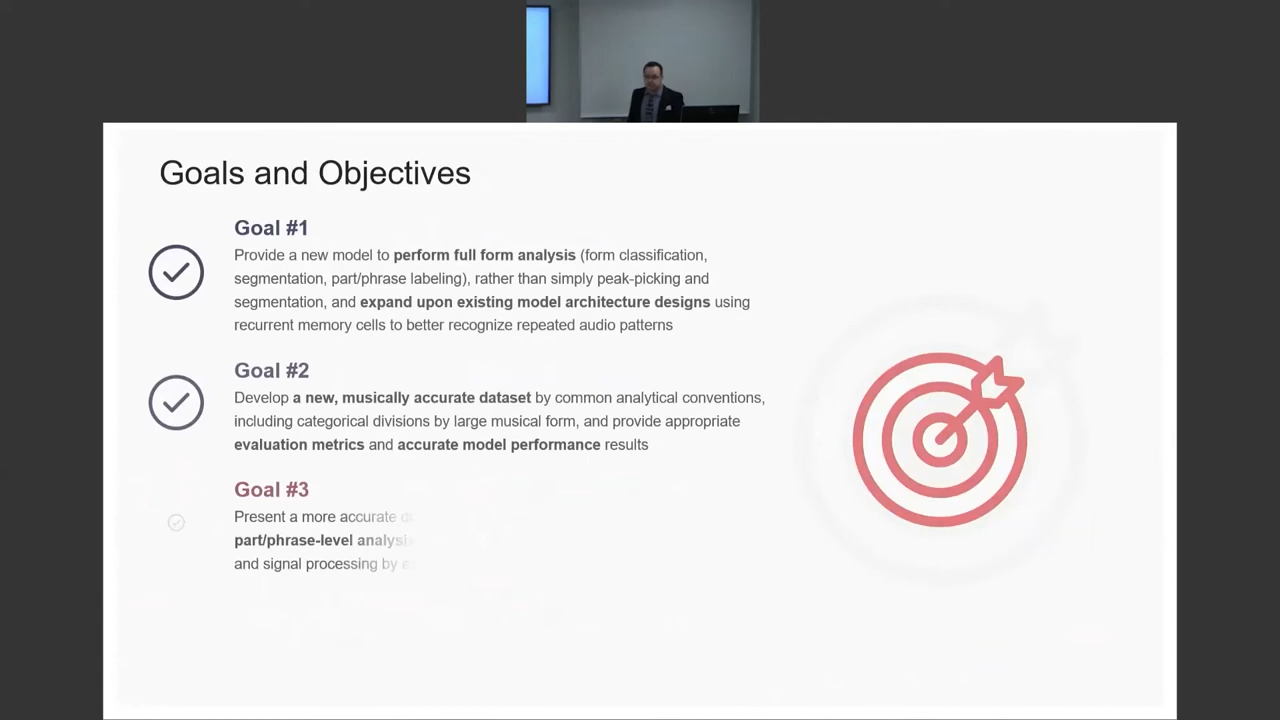 Goals and Objectives
Goal #1
Provide a new model to perform full form analysis (form classification,
segmentation, part/phrase labeling), rather than simply peak-picking and
segmentation, and expand upon existing model architecture designs using
recurrent memory cells to better recognize repeated audio patterns
Goal #2
Develop a new, musically accurate dataset by common analytical conventions,
including categorical divisions by large musical form, and provide appropriate
evaluation metrics and accurate model performance results
Goal #3
Present a more accurate
part/phrase-level analysis
and signal processing by